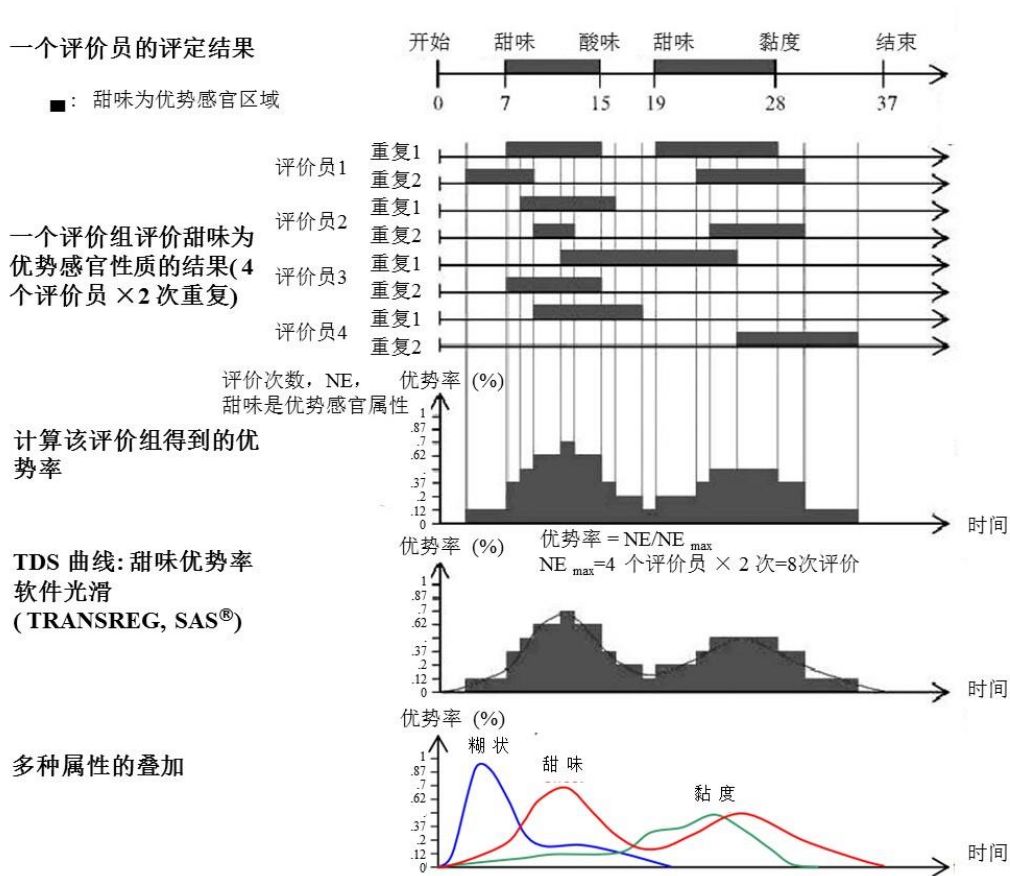 一个评价员的评定结果
■: 甜味为优势感官区域
开始 甜味 酸味 甜味 黏度 结束
0 7 15 19 28 37
评价员1
重复1
重复2
评价员2
重复1
重复2
评价员3
重复1
重复2
评价员4
重复1
重复2
一个评价组评价甜味为
优势感官性质的结果(4
个评价员 ×2 次重复)
评价次数，NE，
甜味是优势感官属性
优势率 (%)
计算该评价组得到的优
势率
1
.87
.7
.62
.37
.2
.12
0
时间
优势率 = NE/NE max
NE max=4 个评价员 × 2 次=8次评价
TDS 曲线: 甜味优势率
软件光滑
( TRANSREG, SAS®)
优势率 (%)
1
.87
.7
.62
.37
.2
.12
0
时间
多种属性的叠加
优势率 (%)
1
.87
.7
.62
.37
.2
.12
0
糊 状
甜 味
黏 度
时间